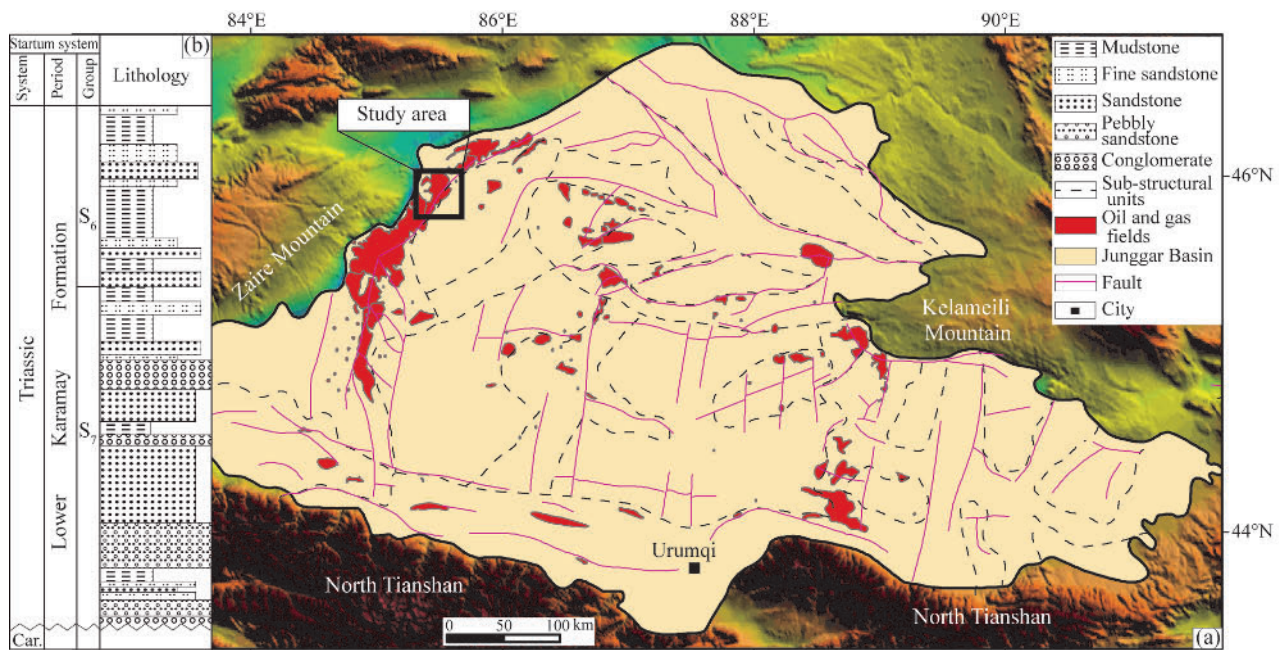 84°E 86°E 88°E 90°E
Startum system
(b)
System
Period
Group
Lithology
Triassic
Lower Karamay Formation
S6
S7
Car.
Study area
Zaire Mountain
Kelameili
Mountain
Urumqi
North Tianshan
North Tianshan
0 50 100 km
46°N
44°N
(a)
Mudstone
Fine sandstone
Sandstone
Pebbly
sandstone
Conglomerate
Sub-structural
units
Oil and gas
fields
Junggar Basin
Fault
City